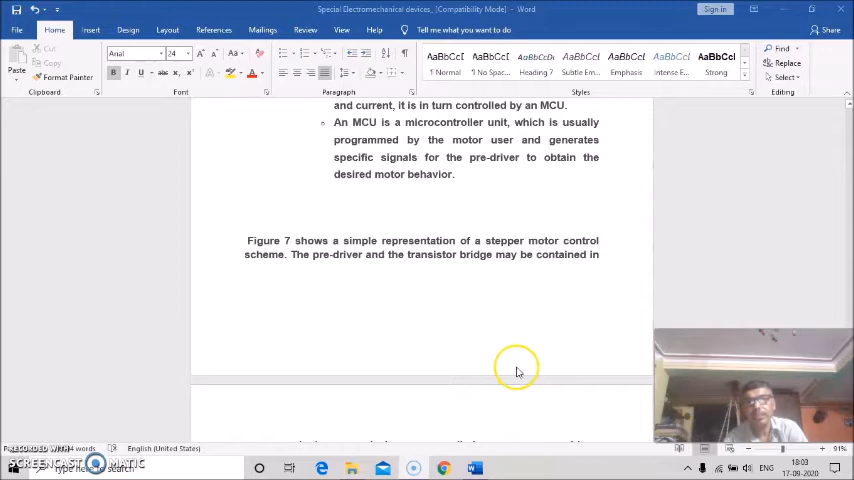 Special Electromechanical devices_ [Compatibility Mode] - Word
Sign in
File Home Insert Design Layout References Mailings Review View Help Tell me what you want to do Share
Paste
Cut
Copy
Format Painter
Clipboard
Arial 24
Font
Paragraph
AaBbCcI AaBbCcI AaBbCcD AaBbCcI AaBbCcI AaBbCcI AaBbCcl
¶ Normal ¶ No Spac... Heading 7 Subtle Em... Emphasis Intense E... Strong
Styles
Find
Replace
Select
Editing
and current, it is in turn controlled by an MCU.
An MCU is a microcontroller unit, which is usually
programmed by the motor user and generates
specific signals for the pre-driver to obtain the
desired motor behavior.
Figure 7 shows a simple representation of a stepper motor control
scheme. The pre-driver and the transistor bridge may be contained in
English (United States)
91%
RECORDED WITH
SCREENCAST MATIC
Type here to search
ENG
18:03
17-09-2020